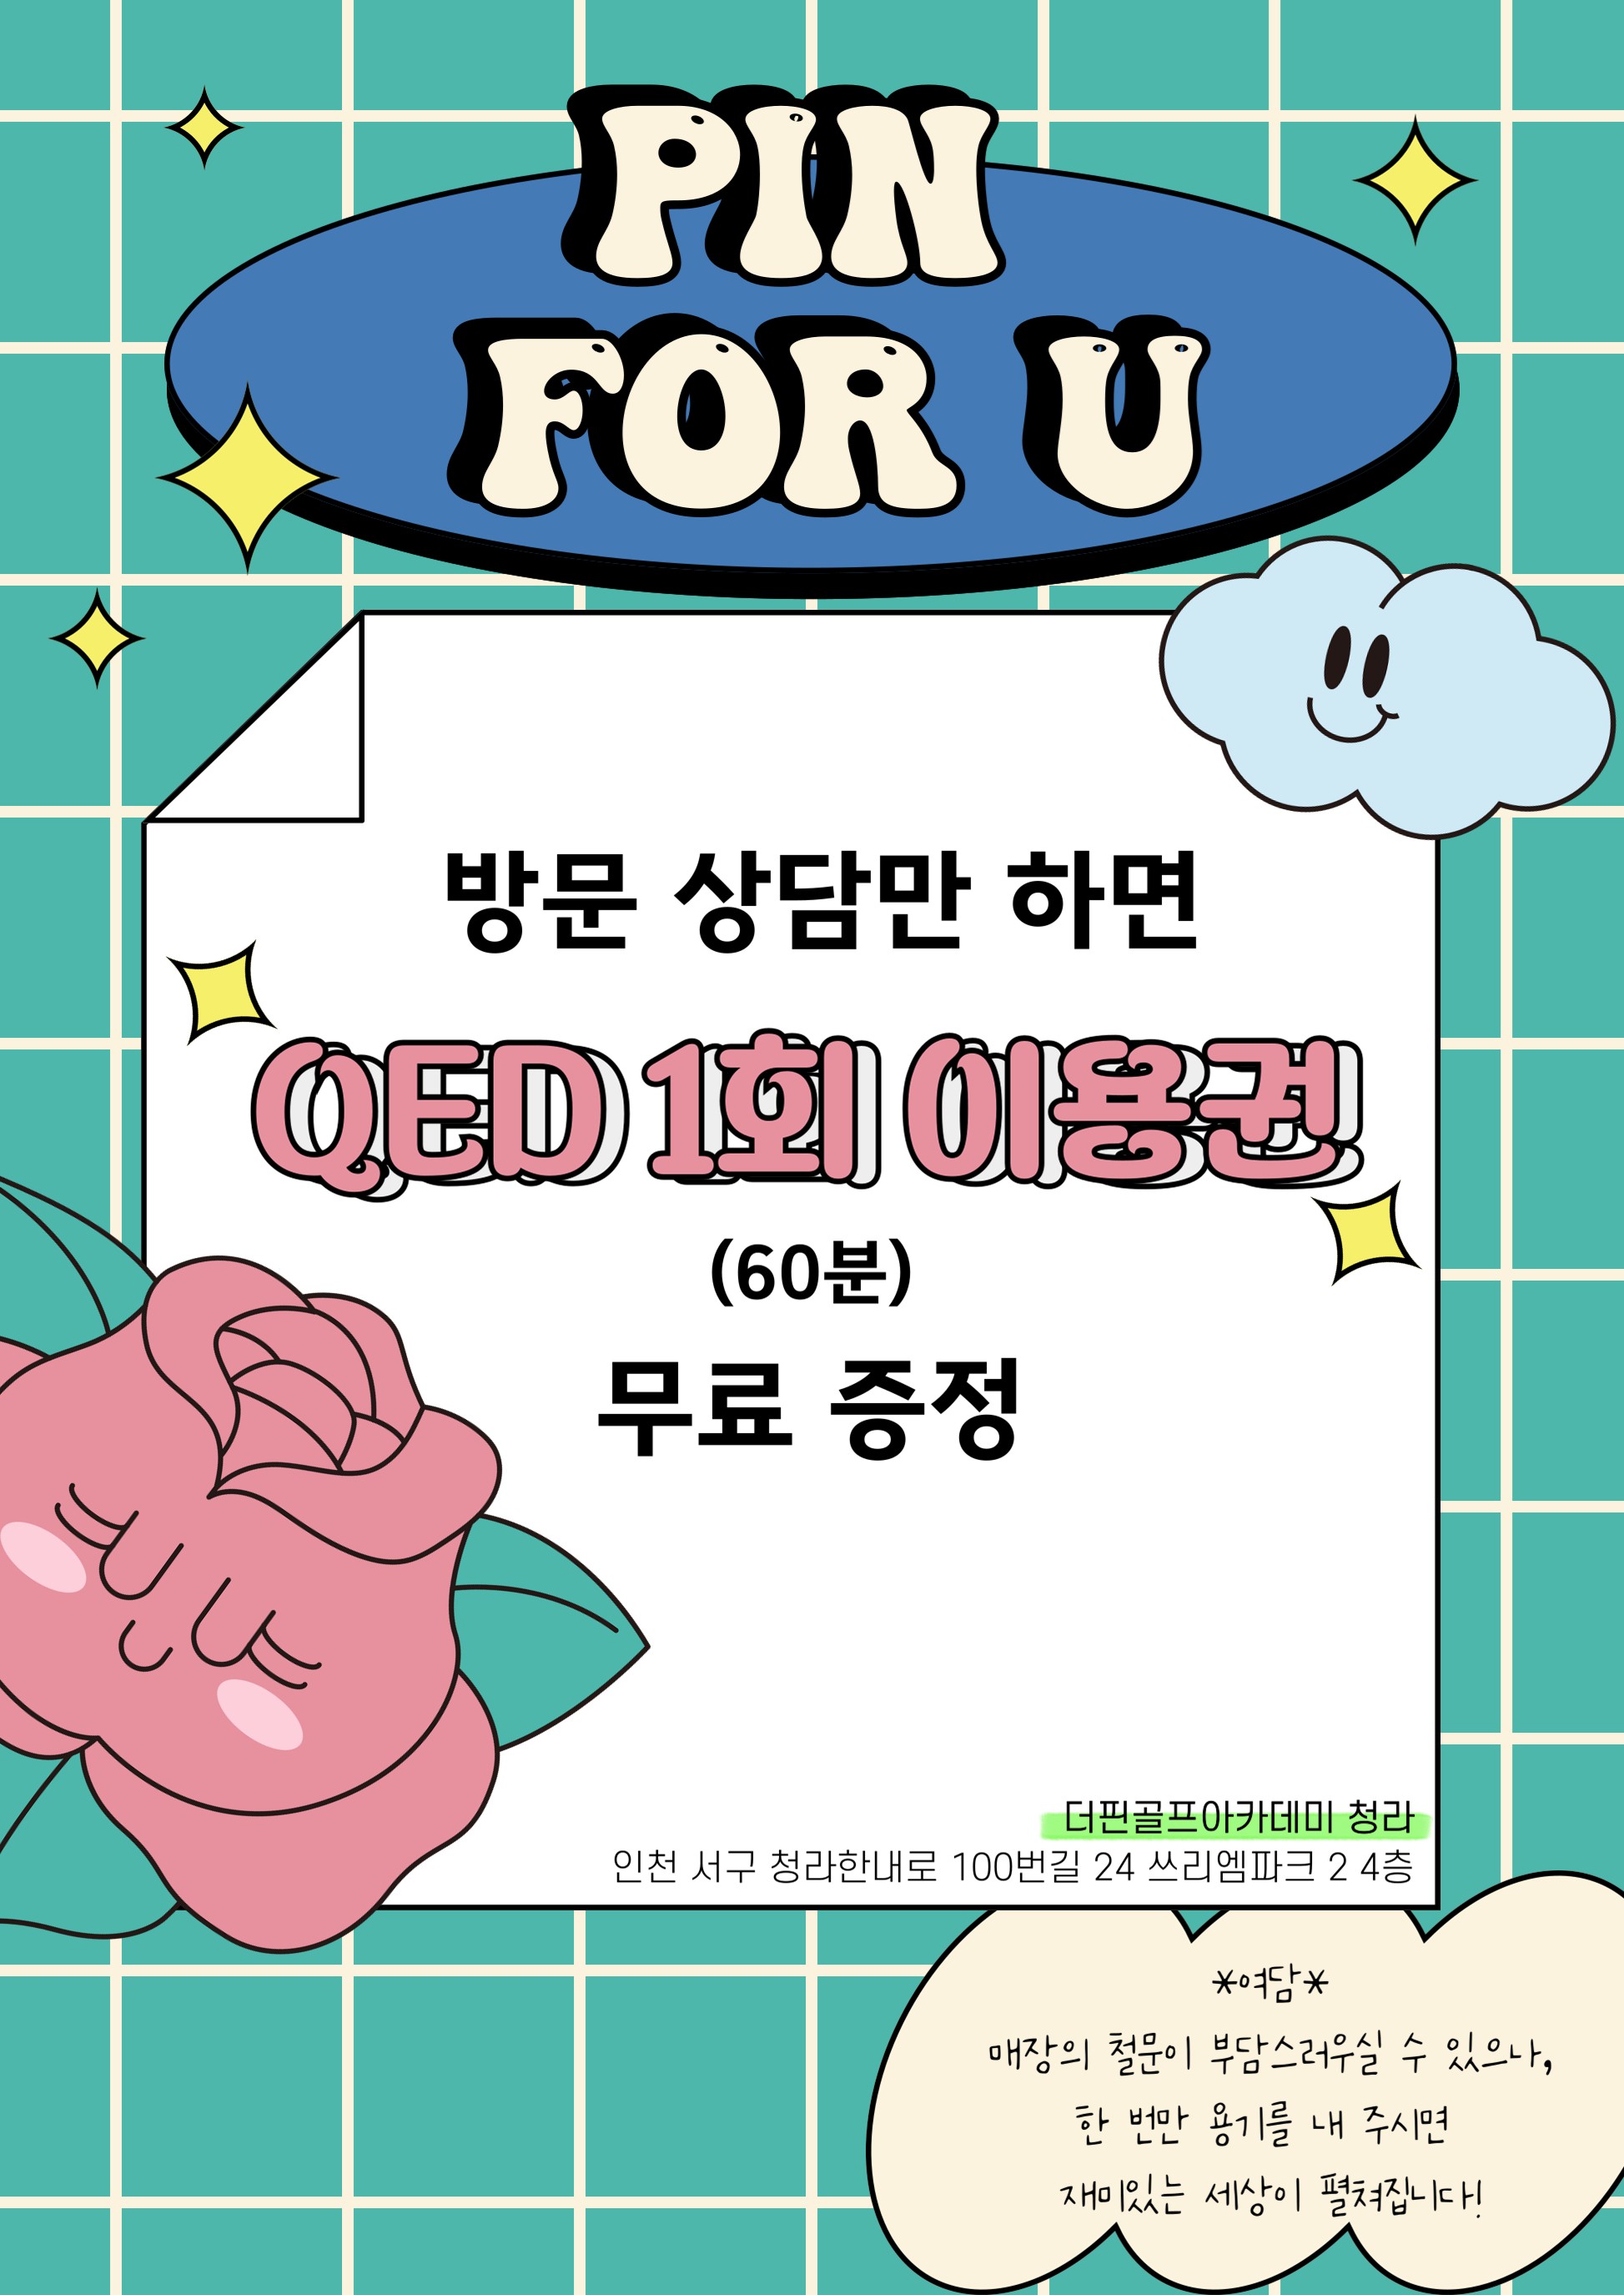 PIN
FOR U
방문 상담만 하면
QED 1회 이용권
(60분)
무료 증정
더핀골프아카데미 청라
인천 서구 청라한내로 100번길 24 쓰리엠파크 2 4층
*여담*
매장의 철문이 부담스러우실 수 있으나,
한 번만 용기를 내 주시면
재미있는 세상이 펼쳐집니다!